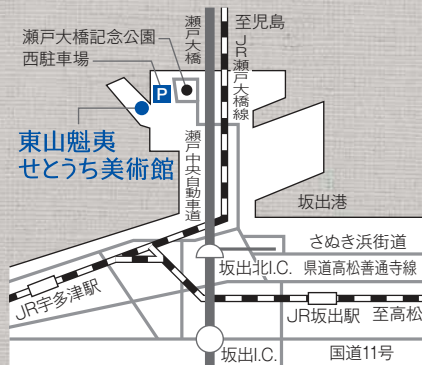 瀬戸大橋記念公園
西駐車場
P
瀬戸大橋
至児島
JR瀬戸大橋線
東山魁夷
せとうち美術館
瀬戸中央自動車道
坂出港
さぬき浜街道
坂出北I.C.
県道高松善通寺線
JR宇多津駅
JR坂出駅
至高松
坂出I.C.
国道11号